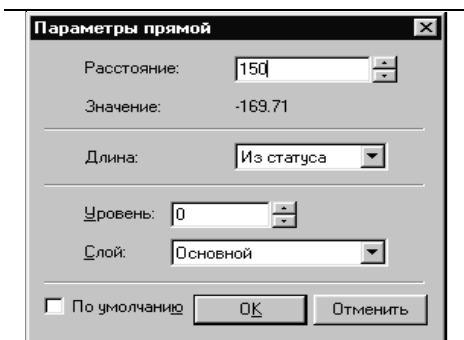 Параметры прямой
Расстояние: 150
Значение: -169.71
Длина: Из статуса
Уровень: 0
Слой: Основной
По умолчанию OK Отменить